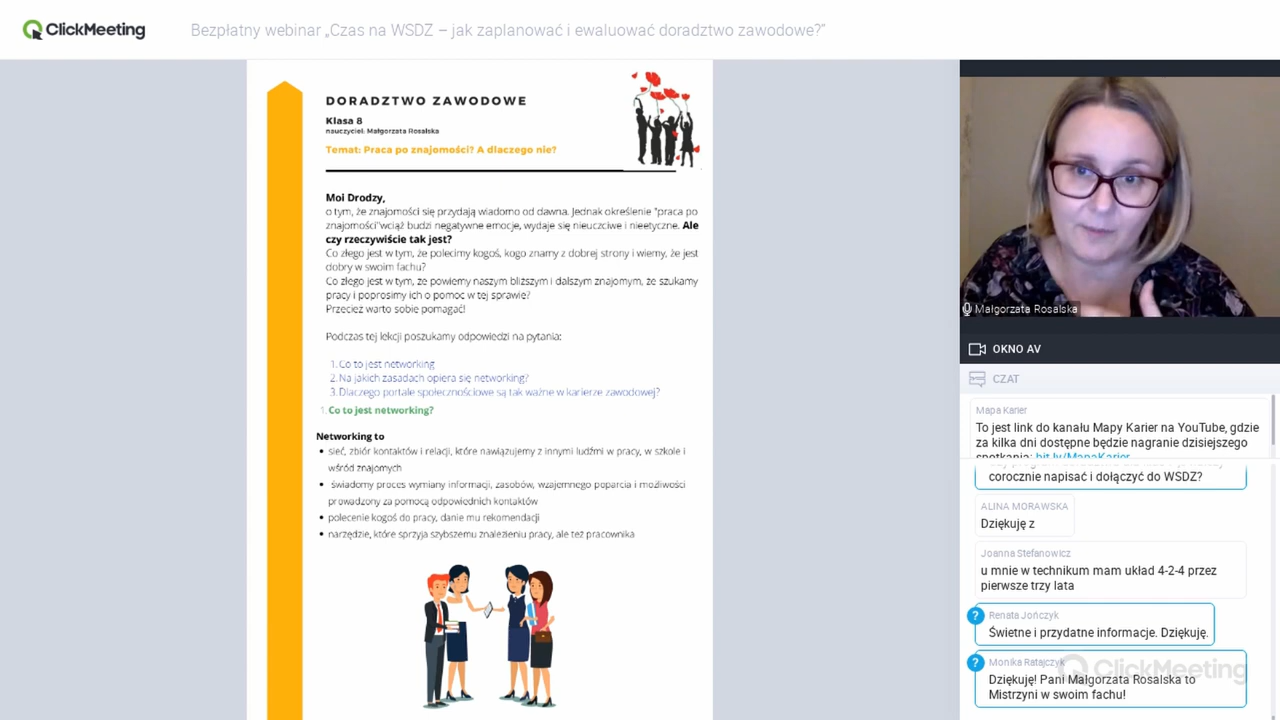 ClickMeeting
Bezpłatny webinar „Czas na WSDZ – jak zaplanować i ewaluować doradztwo zawodowe?”
DORADZTWO ZAWODOWE
Klasa 8
nauczyciel: Małgorzata Rosalska
Temat: Praca po znajomości? A dlaczego nie?
Moi Drodzy,
o tym, że znajomości się przydają wiadomo od dawna. Jednak określenie "praca po
znajomości"wciąż budzi negatywne emocje, wydaje się nieuczciwe i nieetyczne. Ale
czy rzeczywiście tak jest?
Co złego jest w tym, że polecimy kogoś, kogo znamy z dobrej strony i wiemy, że jest
dobry w swoim fachu?
Co złego jest w tym, że powiemy naszym bliższym i dalszym znajomym, że szukamy
pracy i poprosimy ich o pomoc w tej sprawie?
Przecież warto sobie pomagać!
Podczas tej lekcji poszukamy odpowiedzi na pytania:
1. Co to jest networking
2. Na jakich zasadach opiera się networking?
3. Dlaczego portale społecznościowe są tak ważne w karierze zawodowej?
1. Co to jest networking?
Networking to
• sieć, zbiór kontaktów i relacji, które nawiązujemy z innymi ludźmi w pracy, w szkole i
wśród znajomych
• świadomy proces wymiany informacji, zasobów, wzajemnego poparcia i możliwości
prowadzony za pomocą odpowiednich kontaktów
• polecenie kogoś do pracy, danie mu rekomendacji
• narzędzie, które sprzyja szybszemu znalezieniu pracy, ale też pracownika
Małgorzata Rosalska
OKNO AV
CZAT
Mapa Karier
To jest link do kanału Mapy Karier na YouTube, gdzie
za kilka dni dostępne będzie nagranie dzisiejszego
spotkania: bit.ly/MapaKarier
corocznie napisać i dołączyć do WSDZ?
ALINA MORAWSKA
Dziękuję z
Joanna Stefanowicz
u mnie w technikum mam układ 4-2-4 przez
pierwsze trzy lata
? Renata Jończyk
Świetne i przydatne informacje. Dziękuję.
? Monika Ratajczyk
Dziękuję! Pani Małgorzata Rosalska to
Mistrzyni w swoim fachu!
ClickMeeting